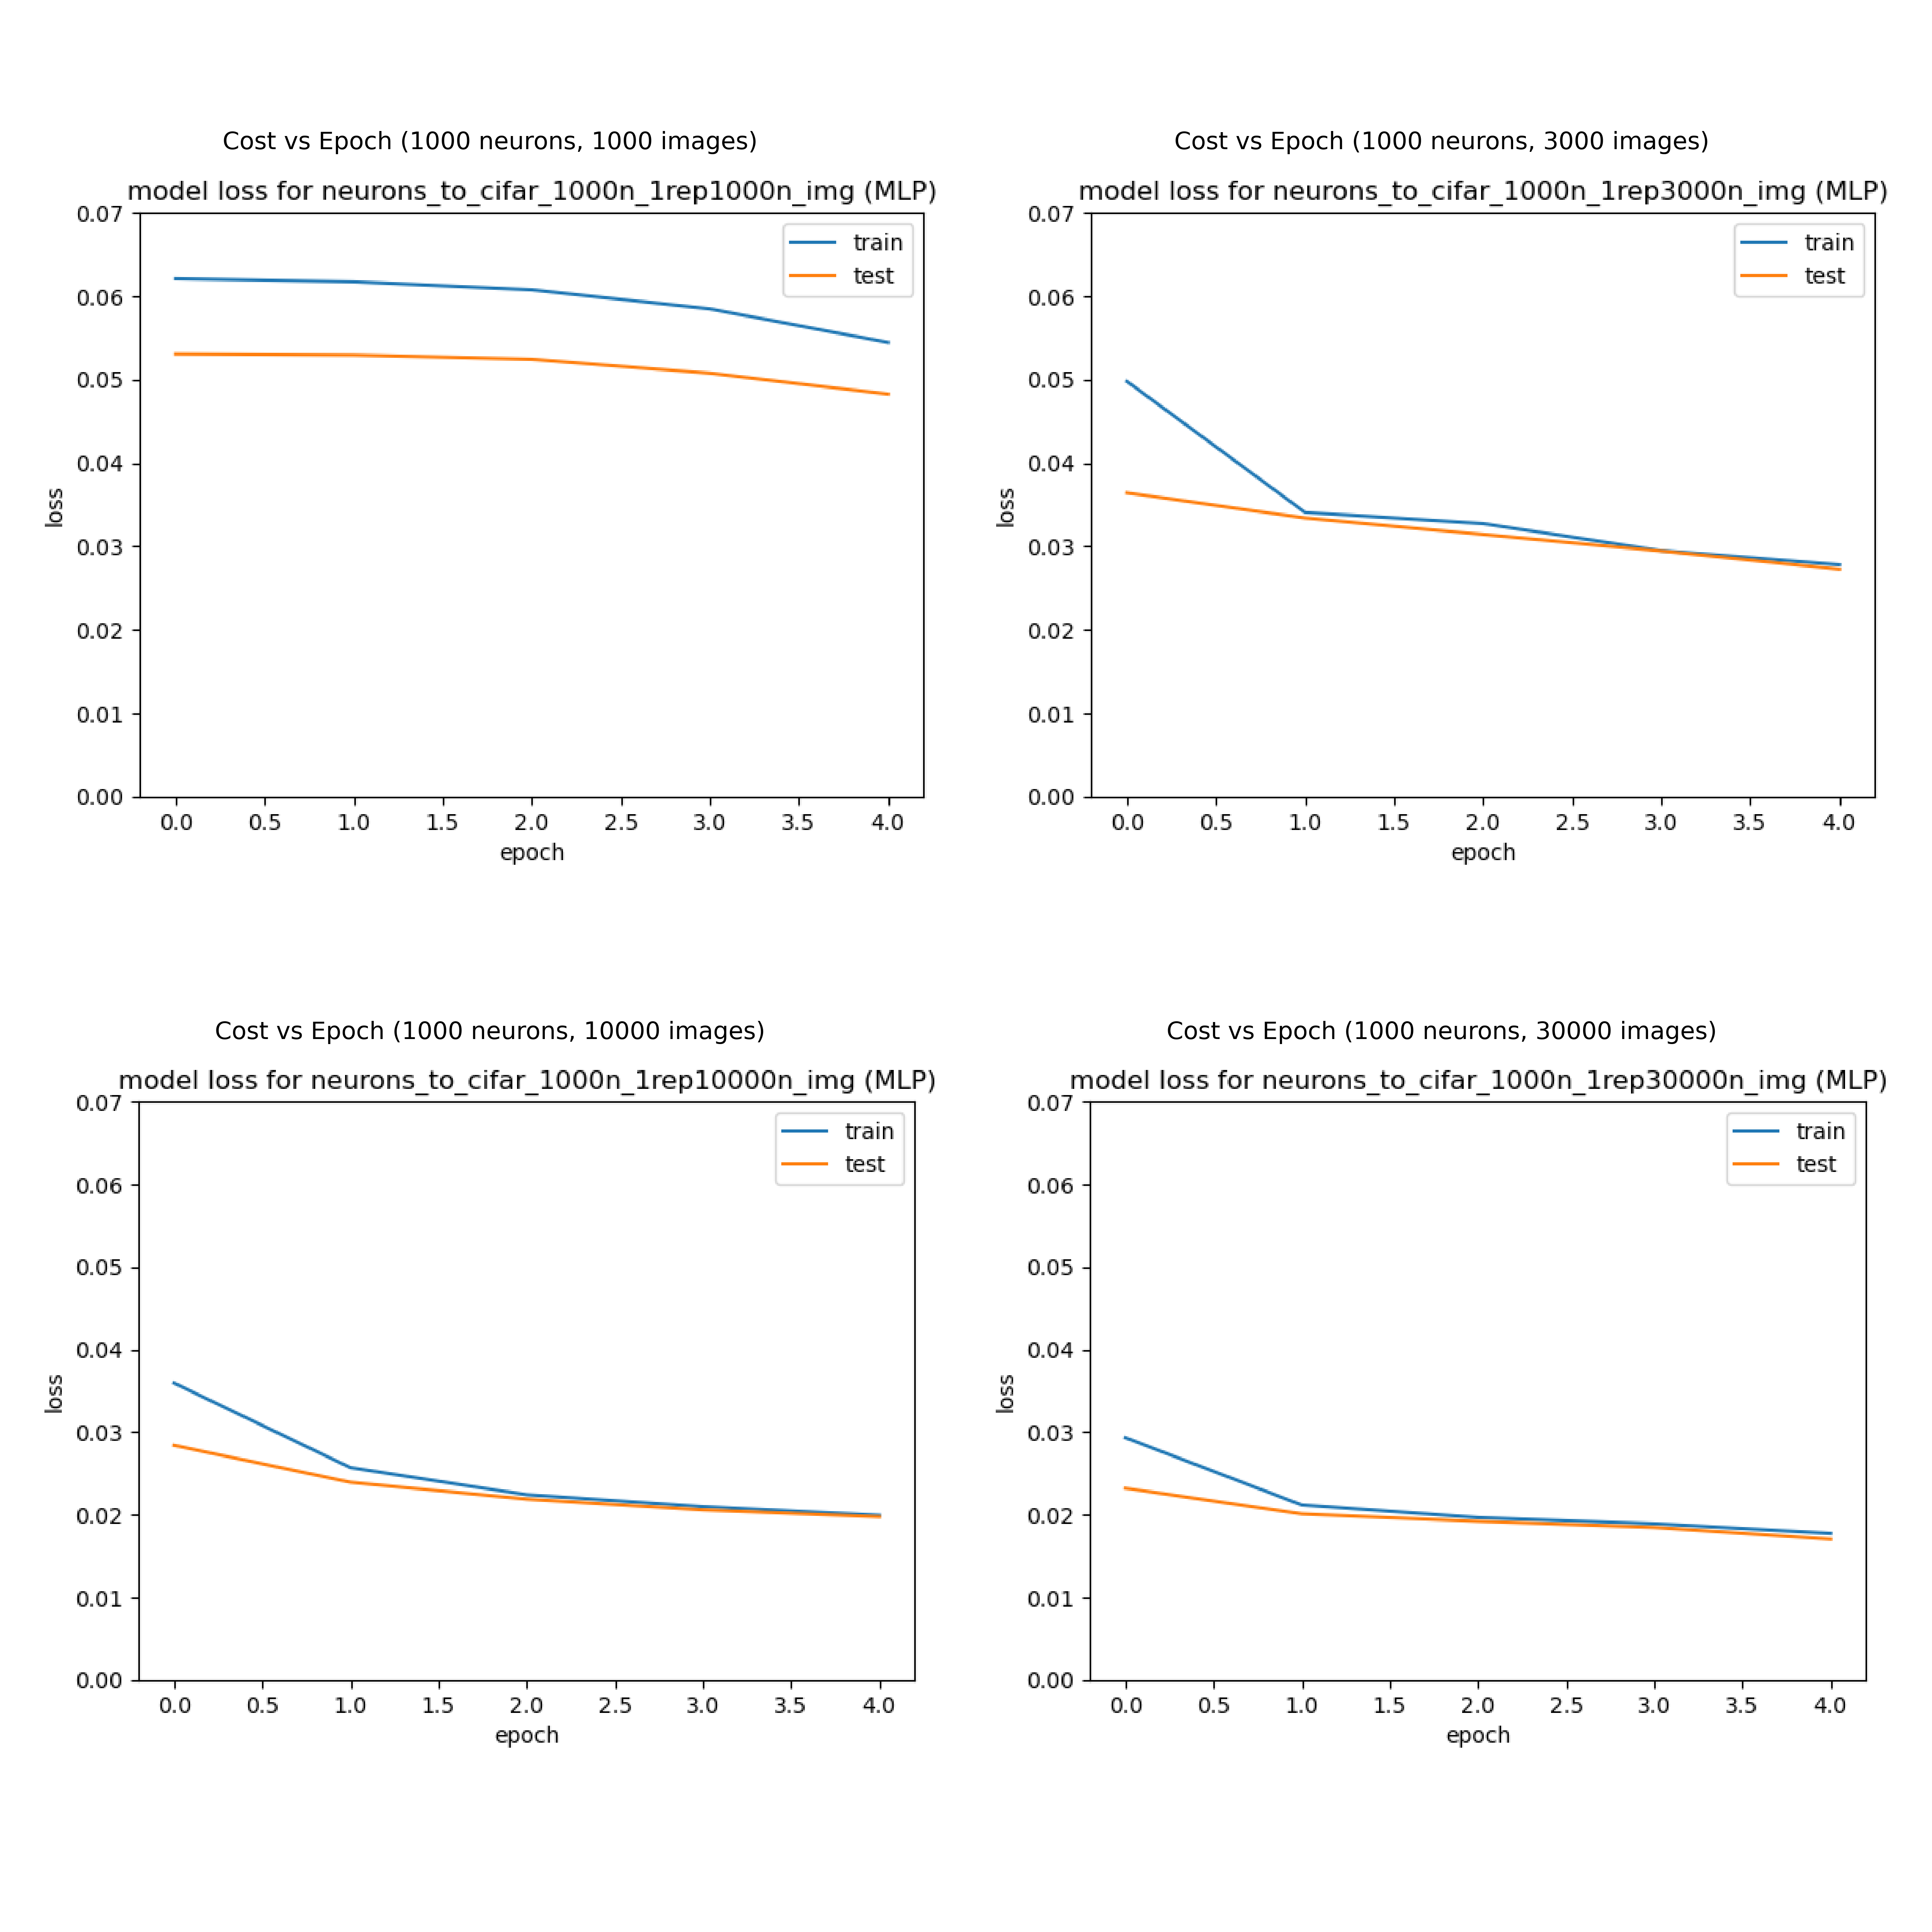 Cost vs Epoch (1000 neurons, 1000 images)
model loss for neurons_to_cifar_1000n_1rep1000n_img (MLP)
0.07
0.06
0.05
0.04
0.03
0.02
0.01
0.00
loss
train
test
0.0 0.5 1.0 1.5 2.0 2.5 3.0 3.5 4.0
epoch
Cost vs Epoch (1000 neurons, 3000 images)
model loss for neurons_to_cifar_1000n_1rep3000n_img (MLP)
0.07
0.06
0.05
0.04
0.03
0.02
0.01
0.00
loss
train
test
0.0 0.5 1.0 1.5 2.0 2.5 3.0 3.5 4.0
epoch
Cost vs Epoch (1000 neurons, 10000 images)
model loss for neurons_to_cifar_1000n_1rep10000n_img (MLP)
0.07
0.06
0.05
0.04
0.03
0.02
0.01
0.00
loss
train
test
0.0 0.5 1.0 1.5 2.0 2.5 3.0 3.5 4.0
epoch
Cost vs Epoch (1000 neurons, 30000 images)
model loss for neurons_to_cifar_1000n_1rep30000n_img (MLP)
0.07
0.06
0.05
0.04
0.03
0.02
0.01
0.00
loss
train
test
0.0 0.5 1.0 1.5 2.0 2.5 3.0 3.5 4.0
epoch